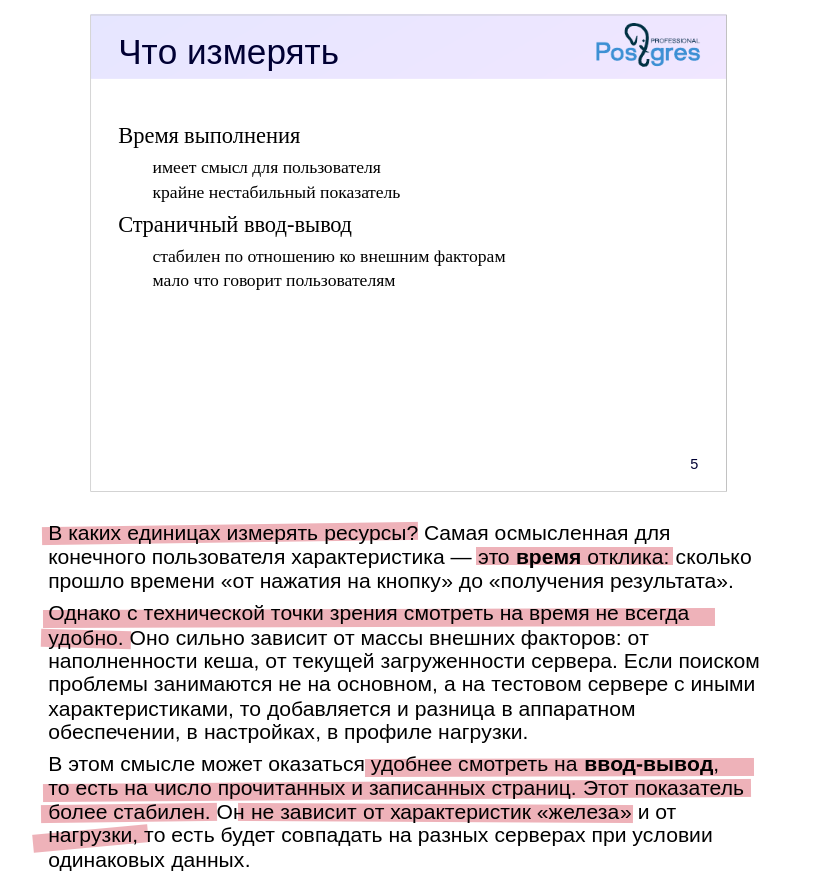 Что измерять
PROFESSIONAL
Postgres
Время выполнения
имеет смысл для пользователя
крайне нестабильный показатель
Страничный ввод-вывод
стабилен по отношению ко внешним факторам
мало что говорит пользователям
5
В каких единицах измерять ресурсы? Самая осмысленная для
конечного пользователя характеристика — это время отклика: сколько
прошло времени «от нажатия на кнопку» до «получения результата».
Однако с технической точки зрения смотреть на время не всегда
удобно. Оно сильно зависит от массы внешних факторов: от
наполненности кеша, от текущей загруженности сервера. Если поиском
проблемы занимаются не на основном, а на тестовом сервере с иными
характеристиками, то добавляется и разница в аппаратном
обеспечении, в настройках, в профиле нагрузки.
В этом смысле может оказаться удобнее смотреть на ввод-вывод,
то есть на число прочитанных и записанных страниц. Этот показатель
более стабилен. Он не зависит от характеристик «железа» и от
нагрузки, то есть будет совпадать на разных серверах при условии
одинаковых данных.